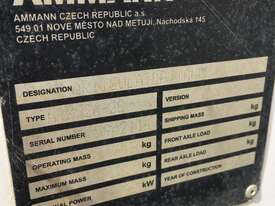 AMMANN
AMMANN CZECH REPUBLIC a.s.
549 01 NOVÉ MĚSTO NAD METUJÍ, Náchodská 145
CZECH REPUBLIC
DESIGNATION
TYPE
SERIAL NUMBER
OPERATING MASS kg
MAXIMUM MASS kg
POWER kW
VERSION
SHIPPING MASS kg
FRONT AXLE LOAD kg
REAR AXLE LOAD kg
YEAR OF CONSTRUCTION